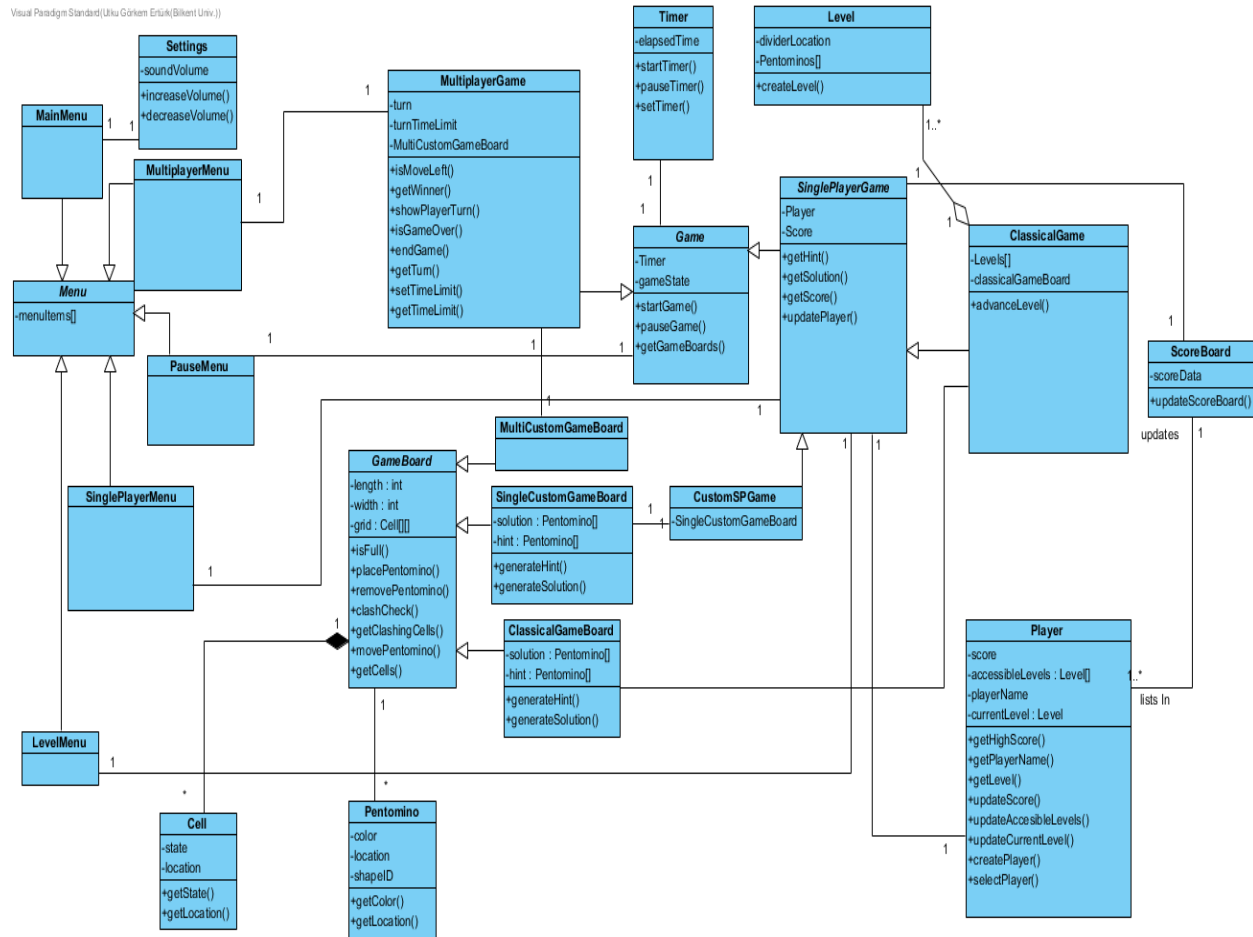 Visual Paradigm Standard(Utku Görkem Ertürk(Bilkent Univ.))
Settings
-soundVolume
+increaseVolume()
+decreaseVolume()
MainMenu
1
1
MultiplayerMenu
1
1
MultiplayerGame
-turn
-turnTimeLimit
-MultiCustomGameBoard
+isMoveLeft()
+getWinner()
+showPlayerTurn()
+isGameOver()
+endGame()
+getTurn()
+setTimeLimit()
+getTimeLimit()
Timer
-elapsedTime
+startTimer()
+pauseTimer()
+setTimer()
1
1
Level
-dividerLocation
-Pentominos[]
+createLevel()
1..*
1
SinglePlayerGame
-Player
-Score
+getHint()
+getSolution()
+getScore()
+updatePlayer()
1
Game
-Timer
-gameState
+startGame()
+pauseGame()
+getGameBoards()
ClassicalGame
-Levels[]
-classicalGameBoard
+advanceLevel()
Menu
-menuItems[]
PauseMenu
1
1
1
1
ScoreBoard
-scoreData
+updateScoreBoard()
updates
1
1
1
1
1
MultiCustomGameBoard
GameBoard
-length : int
-width : int
-grid : Cell[][]
+isFull()
+placePentomino()
+removePentomino()
+clashCheck()
+getClashingCells()
+movePentomino()
+getCells()
SinglePlayerMenu
1
SingleCustomGameBoard
-solution : Pentomino[]
-hint : Pentomino[]
+generateHint()
+generateSolution()
1
1
CustomSPGame
-SingleCustomGameBoard
1
ClassicalGameBoard
-solution : Pentomino[]
-hint : Pentomino[]
+generateHint()
+generateSolution()
Player
-score
-accessibleLevels : Level[]
-playerName
-currentLevel : Level
+getHighScore()
+getPlayerName()
+getLevel()
+updateScore()
+updateAccesibleLevels()
+updateCurrentLevel()
+createPlayer()
+selectPlayer()
1..*
lists In
1
1
LevelMenu
1
*
*
Cell
-state
-location
+getState()
+getLocation()
Pentomino
-color
-location
-shapeID
+getColor()
+getLocation()